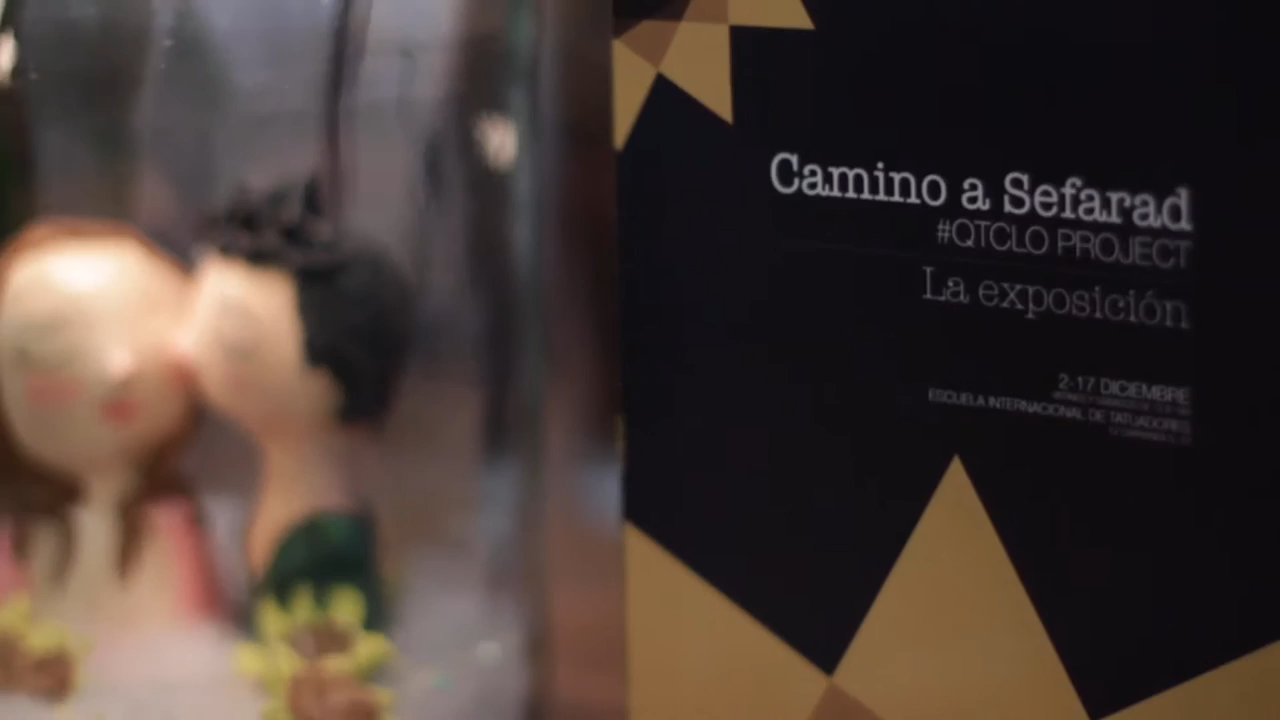 Camino a Sefarad
#QTCLO PROJECT
La exposición
2-17 DICIEMBRE
ESCUELA INTERNACIONAL DE TATUADORES